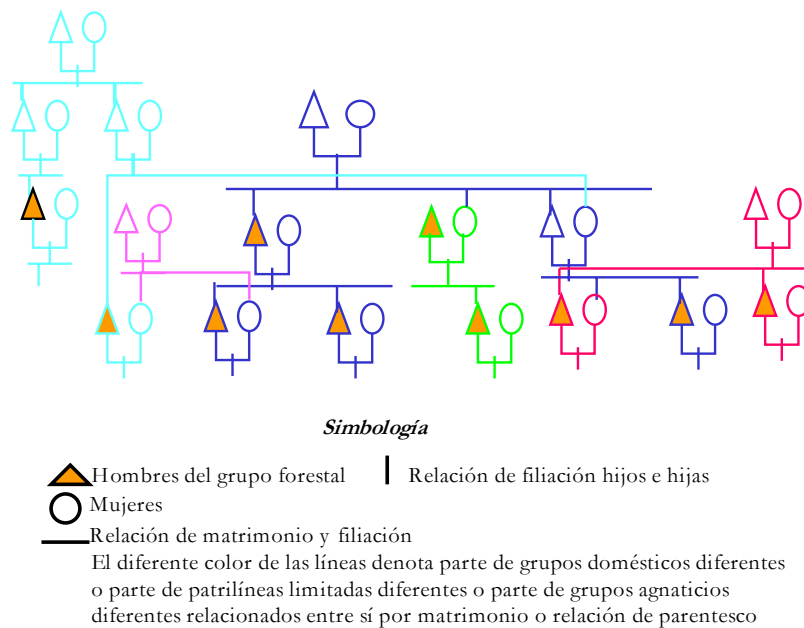 Simbología
Hombres del grupo forestal Relación de filiación hijos e hijas
Mujeres
Relación de matrimonio y filiación
El diferente color de las líneas denota parte de grupos domésticos diferentes
o parte de patrilíneas limitadas diferentes o parte de grupos agnaticios
diferentes relacionados entre sí por matrimonio o relación de parentesco